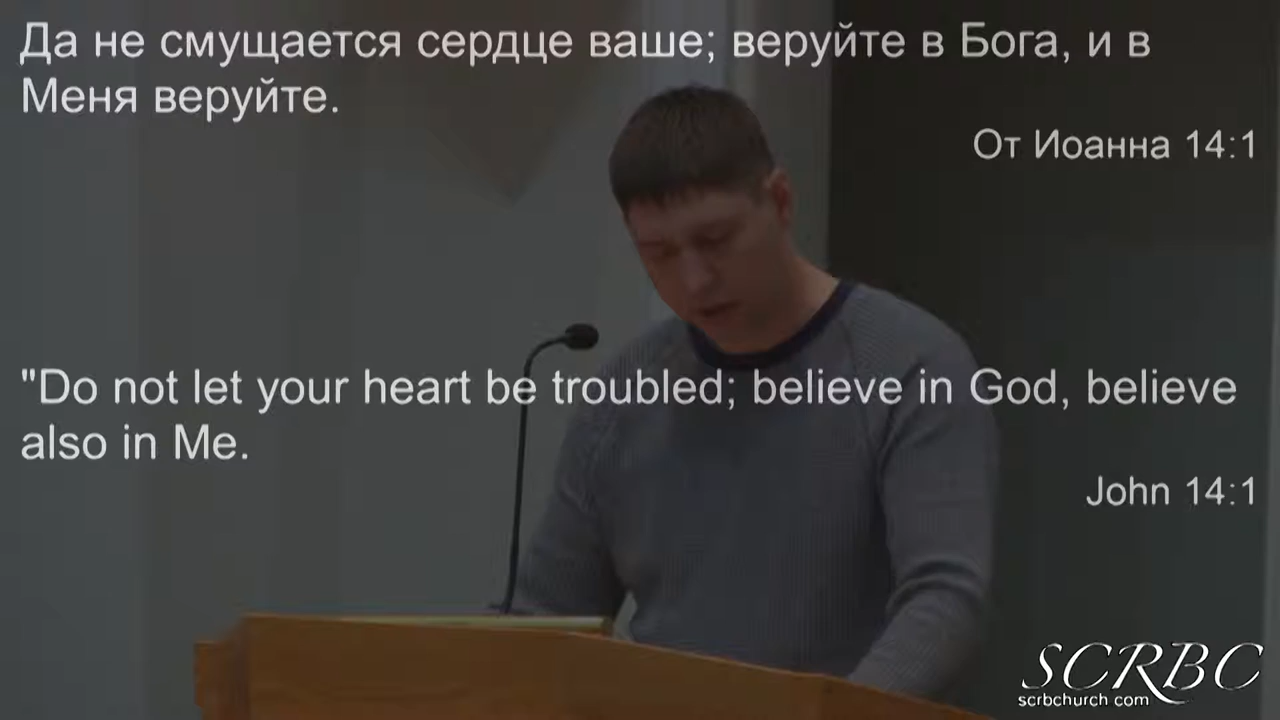 Да не смущается сердце ваше; веруйте в Бога, и в
Меня веруйте.
От Иоанна 14:1
"Do not let your heart be troubled; believe in God, believe
also in Me.
John 14:1
SCRBC
scrbchurch com